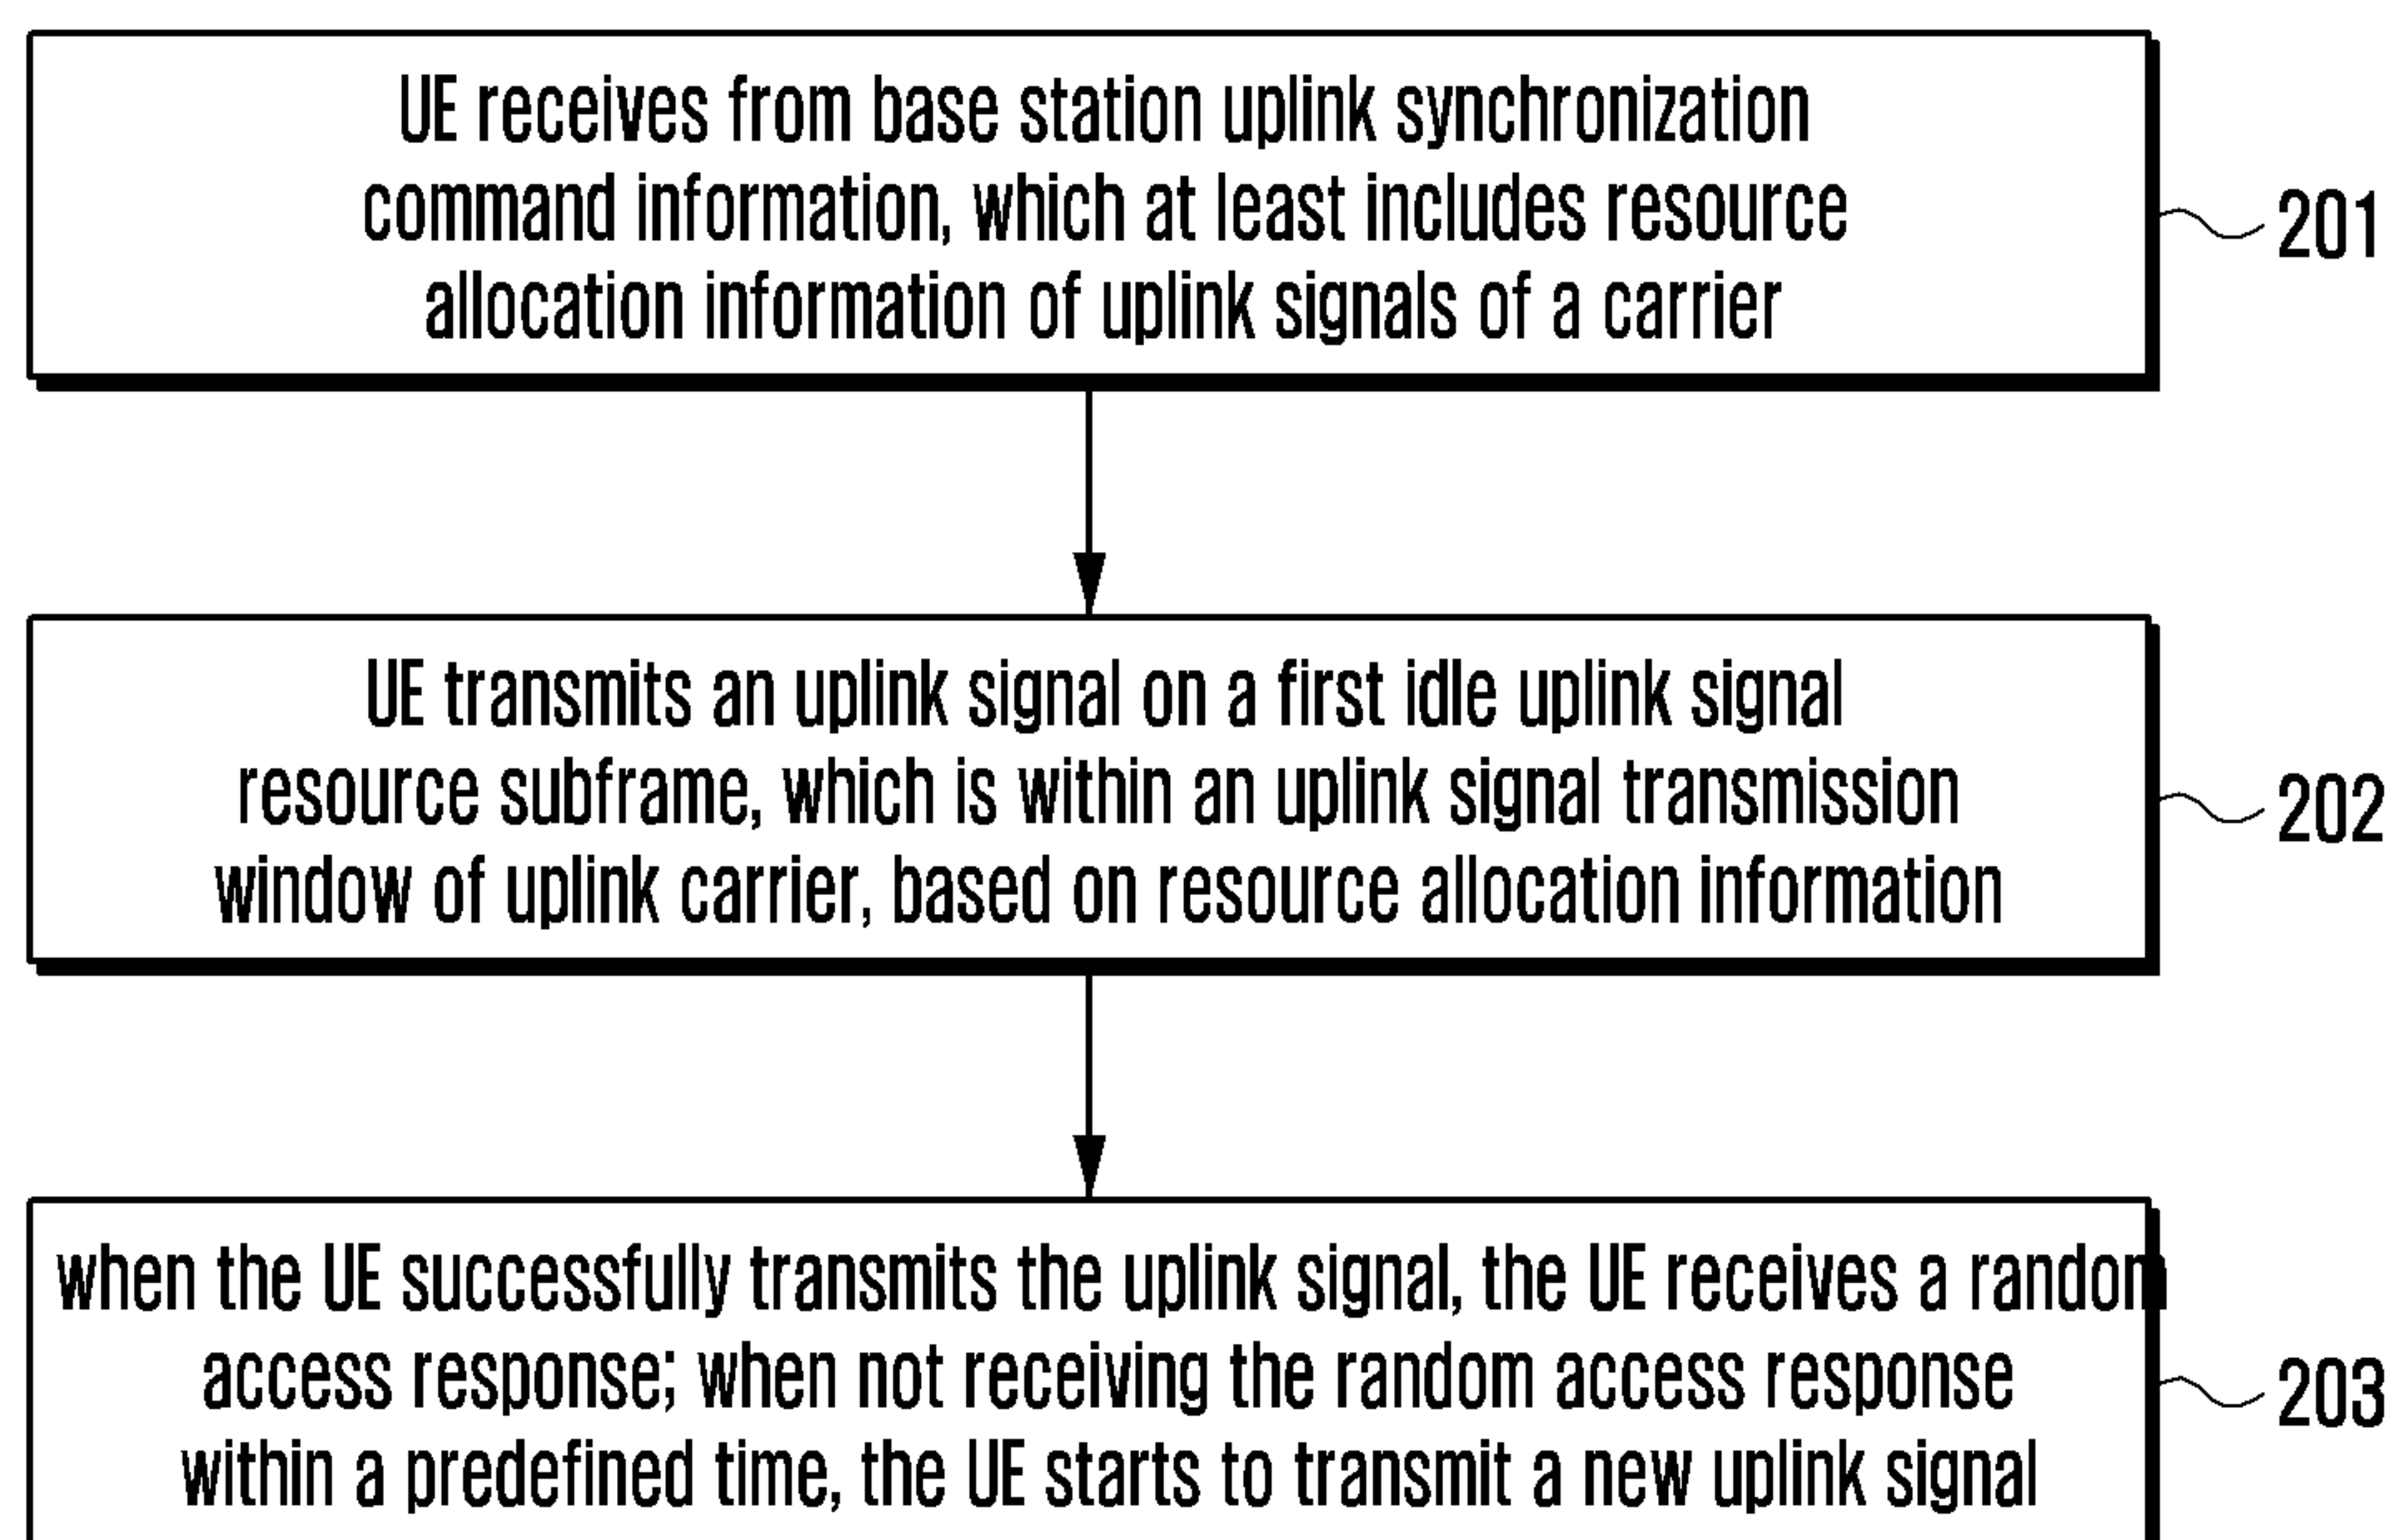 UE receives from base station uplink synchronization
command information, which at least includes resource
allocation information of uplink signals of a carrier
201
UE transmits an uplink signal on a first idle uplink signal
resource subframe, which is within an uplink signal transmission
window of uplink carrier, based on resource allocation information
202
when the UE successfully transmits the uplink signal, the UE receives a random
access response; when not receiving the random access response
within a predefined time, the UE starts to transmit a new uplink signal
203